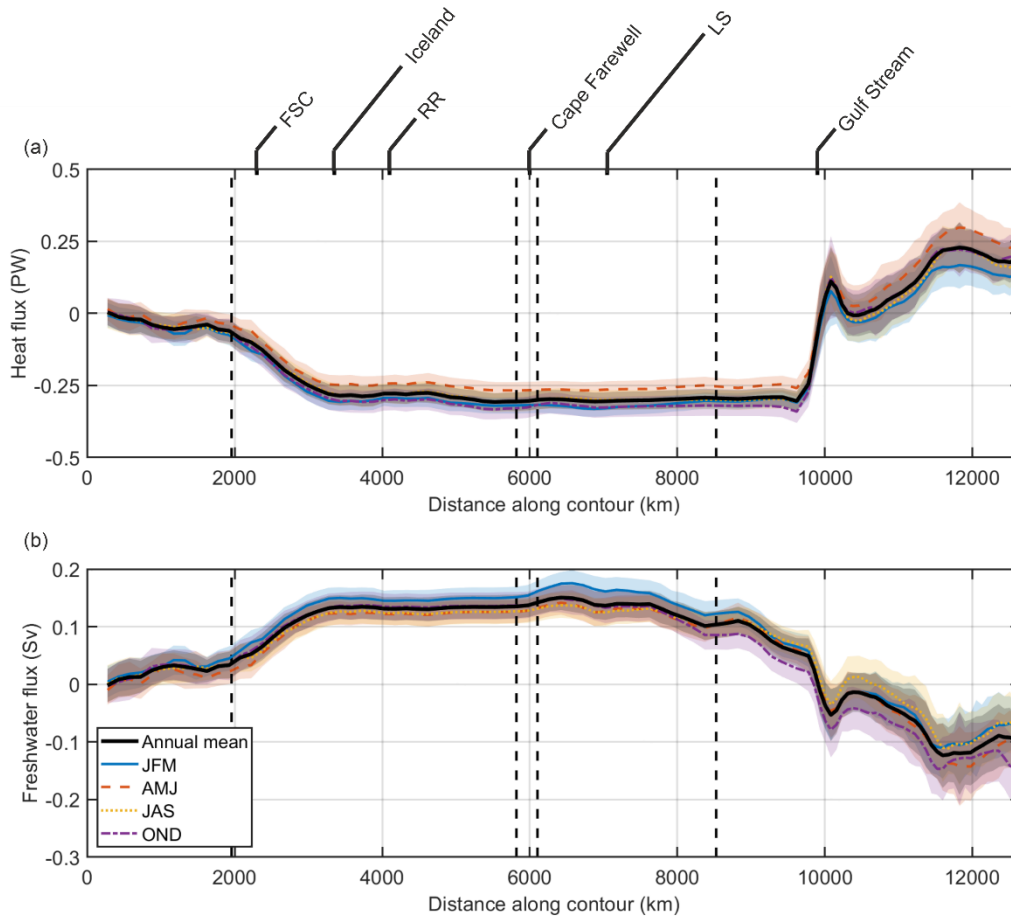 FSC
Iceland
RR
Cape Farewell
LS
Gulf Stream
(a)
0.5
0.25
0
-0.25
-0.5
Heat flux (PW)
0 2000 4000 6000 8000 10000 12000
Distance along contour (km)
(b)
0.2
0.1
0
-0.1
-0.2
-0.3
Freshwater flux (Sv)
Annual mean
JFM
AMJ
JAS
OND
0 2000 4000 6000 8000 10000 12000
Distance along contour (km)